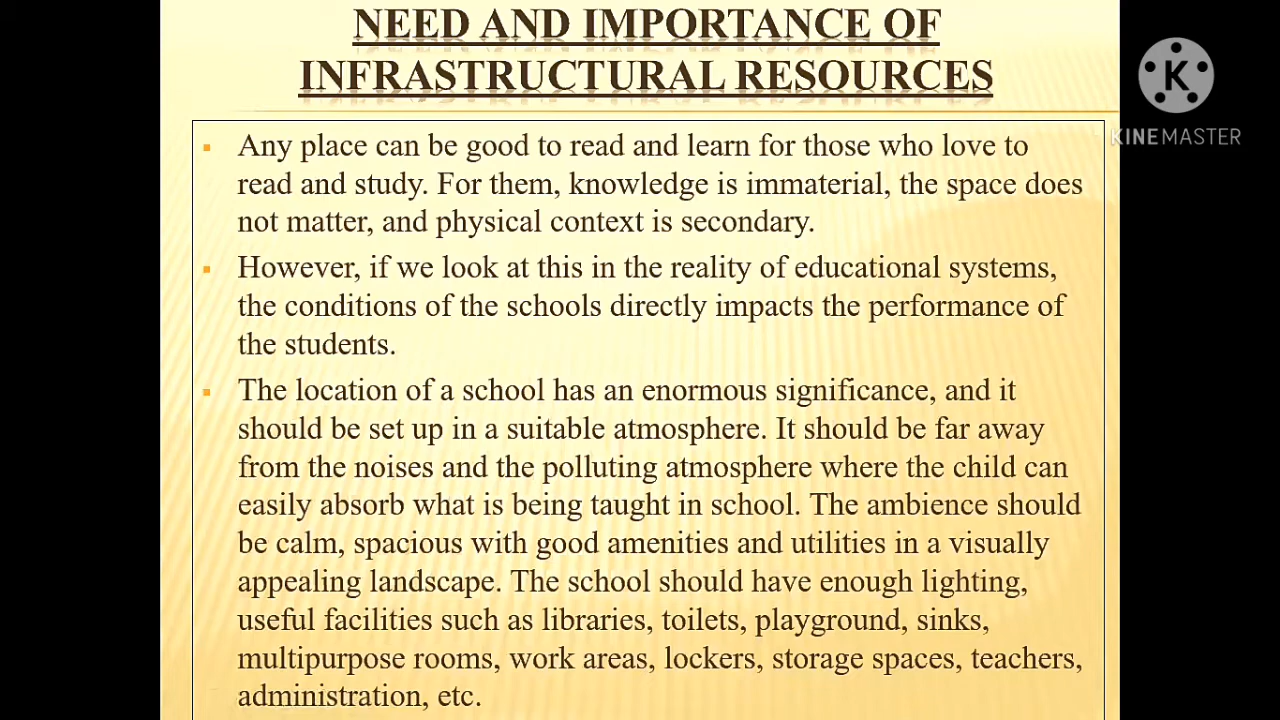 NEED AND IMPORTANCE OF
INFRASTRUCTURAL RESOURCES
K
KINEMASTER
Any place can be good to read and learn for those who love to
read and study. For them, knowledge is immaterial, the space does
not matter, and physical context is secondary.
However, if we look at this in the reality of educational systems,
the conditions of the schools directly impacts the performance of
the students.
The location of a school has an enormous significance, and it
should be set up in a suitable atmosphere. It should be far away
from the noises and the polluting atmosphere where the child can
easily absorb what is being taught in school. The ambience should
be calm, spacious with good amenities and utilities in a visually
appealing landscape. The school should have enough lighting,
useful facilities such as libraries, toilets, playground, sinks,
multipurpose rooms, work areas, lockers, storage spaces, teachers,
administration, etc.